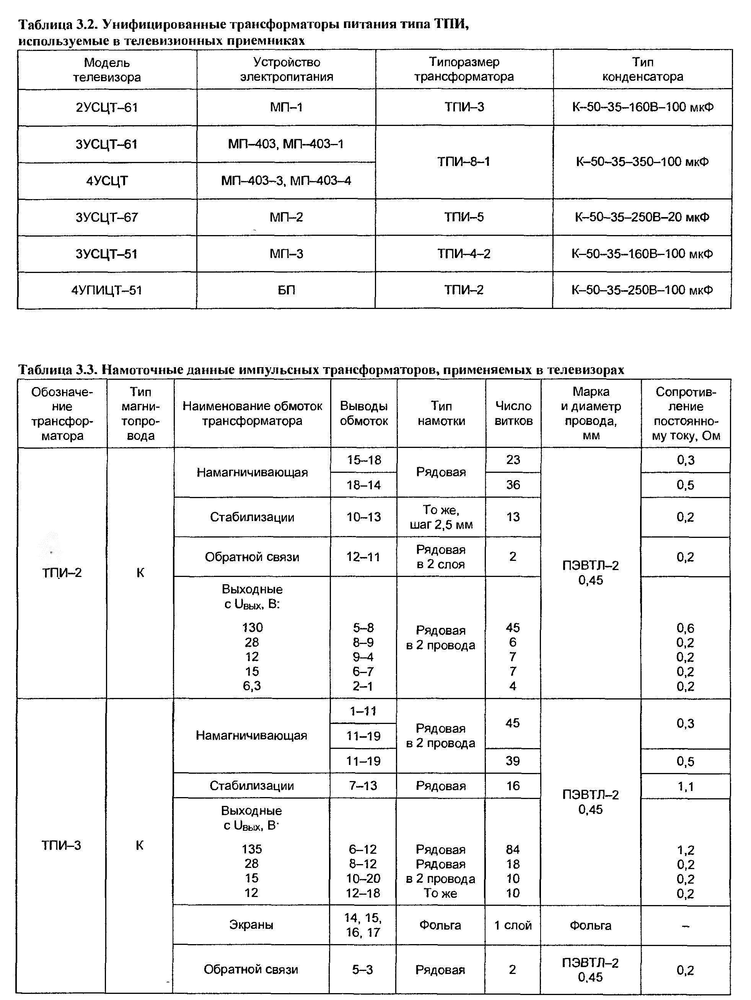 Таблица 3.2. Унифицированные трансформаторы питания типа ТПИ,
используемые в телевизионных приемниках
Модель телевизора | Устройство электропитания | Типоразмер трансформатора | Тип конденсатора
2УСЦТ–61 | МП–1 | ТПИ–3 | К–50–35–160В–100 мкФ
3УСЦТ–61 | МП–403, МП–403–1 | ТПИ–8–1 | К–50–35–350–100 мкФ
4УСЦТ | МП–403–3, МП–403–4
3УСЦТ–67 | МП–2 | ТПИ–5 | К–50–35–250В–20 мкФ
3УСЦТ–51 | МП–3 | ТПИ–4–2 | К–50–35–160В–100 мкФ
4УПИЦТ–51 | БП | ТПИ–2 | К–50–35–250В–100 мкФ
Таблица 3.3. Намоточные данные импульсных трансформаторов, применяемых в телевизорах
Обозначе-ние трансфор-матора | Тип магни-топро-вода | Наименование обмоток трансформатора | Выводы обмоток | Тип намотки | Число витков | Марка и диаметр провода, мм | Сопротив-ление постоянно-му току, Ом
ТПИ–2 | К | Намагничивающая | 15–18 | Рядовая | 23 | ПЭВТЛ–2 0,45 | 0,3
18–14 | 36 | 0,5
Стабилизации | 10–13 | То же, шаг 2,5 мм | 13 | 0,2
Обратной связи | 12–11 | Рядовая в 2 слоя | 2 | 0,2
Выходные
с Uвых, В:
130 | 5–8 | Рядовая в 2 провода | 45 | 0,6
28 | 8–9 | 6 | 0,2
12 | 9–4 | 7 | 0,2
15 | 6–7 | 7 | 0,2
6,3 | 2–1 | 4 | 0,2
ТПИ–3 | К | Намагничивающая | 1–11 | Рядовая в 2 провода | 45 | ПЭВТЛ–2 0,45 | 0,3
11–19
11–19 | 39 | 0,5
Стабилизации | 7–13 | Рядовая | 16 | 1,1
Выходные
с Uвых, В:
135 | 6–12 | Рядовая | 84 | 1,2
28 | 8–12 | Рядовая | 18 | 0,2
15 | 10–20 | в 2 провода | 10 | 0,2
12 | 12–18 | То же | 10 | 0,2
Экраны | 14, 15, 16, 17 | Фольга | 1 слой | Фольга | –
Обратной связи | 5–3 | Рядовая | 2 | ПЭВТЛ–2 0,45 | 0,2